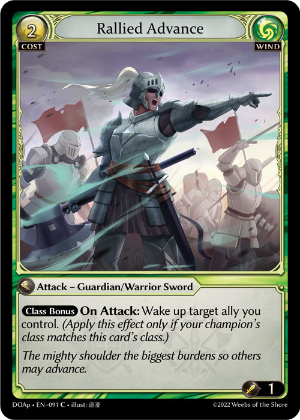 Rallied Advance
2
COST
WIND
Attack – Guardian/Warrior Sword
Class Bonus On Attack: Wake up target ally you
control. (Apply this effect only if your champion's
class matches this card's class.)
The mighty shoulder the biggest burdens so others
may advance.
1
DOAp • EN-091 C • illust: 
©2022 Weebs of the Shore